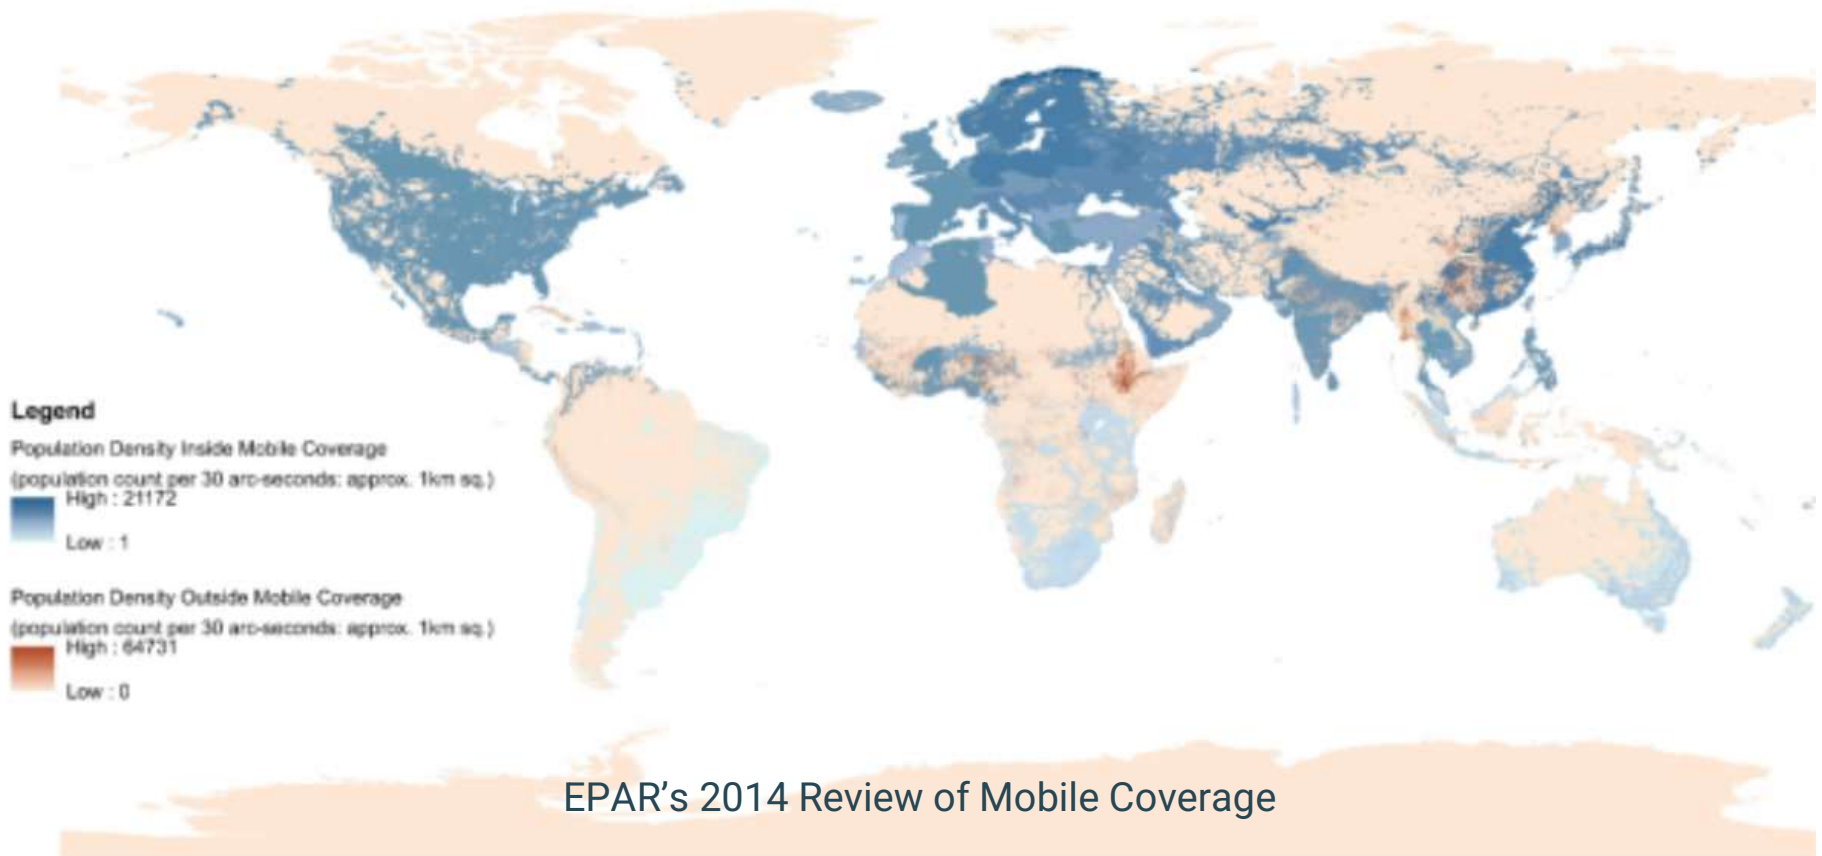 Legend
Population Density Inside Mobile Coverage
(population count per 30 arc-seconds: approx. 1km sq.)
High : 21172
Low : 1
Population Density Outside Mobile Coverage
(population count per 30 arc-seconds: approx. 1km sq.)
High : 64731
Low : 0
EPAR’s 2014 Review of Mobile Coverage